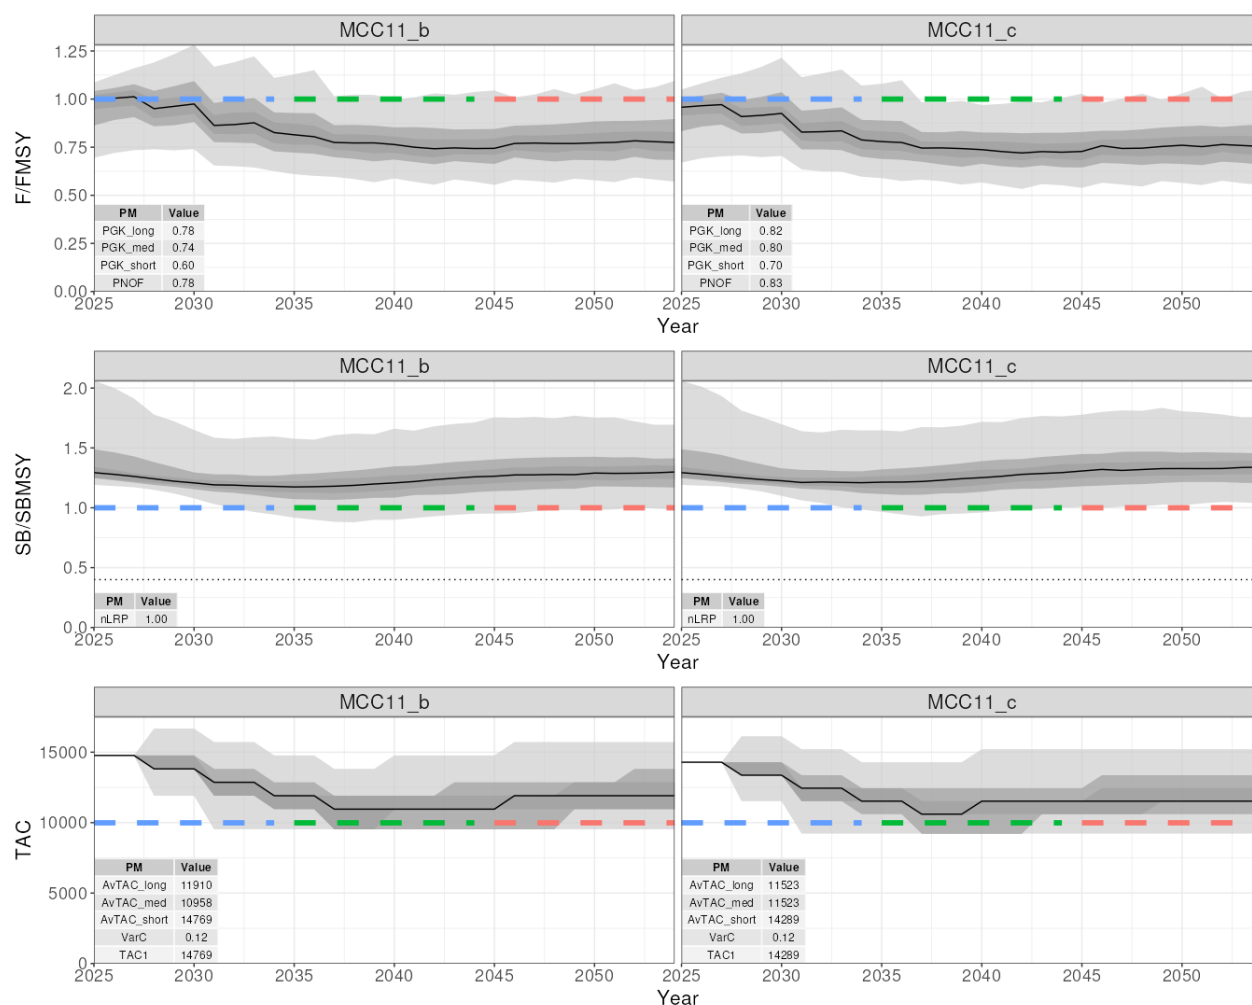 MCC11_b MCC11_c
F/FMSY
1.25
1.00
0.75
0.50
0.25
0.00
PM Value
PGK_long 0.78
PGK_med 0.74
PGK_short 0.60
PNOF 0.78
PM Value
PGK_long 0.82
PGK_med 0.80
PGK_short 0.70
PNOF 0.83
2025 2030 2035 2040 2045 2050 2025 2030 2035 2040 2045 2050
Year
MCC11_b MCC11_c
SB/SBMSY
2.0
1.5
1.0
0.5
0.0
PM Value
nLRP 1.00
PM Value
nLRP 1.00
2025 2030 2035 2040 2045 2050 2025 2030 2035 2040 2045 2050
Year
MCC11_b MCC11_c
TAC
15000
10000
5000
0
PM Value
AvTAC_long 11910
AvTAC_med 10958
AvTAC_short 14769
VarC 0.12
TAC1 14769
PM Value
AvTAC_long 11523
AvTAC_med 11523
AvTAC_short 14289
VarC 0.12
TAC1 14289
2025 2030 2035 2040 2045 2050 2025 2030 2035 2040 2045 2050
Year